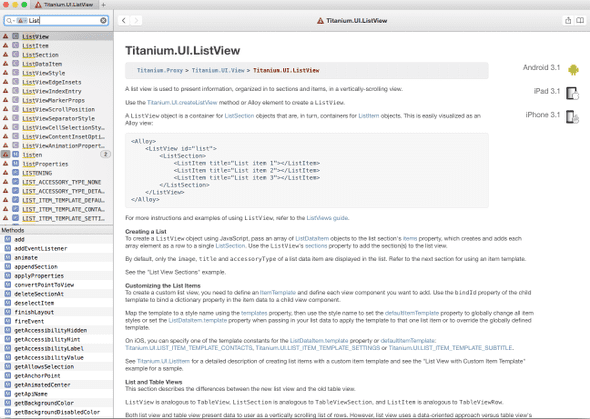 Titanium.UI.ListView
List
Titanium.UI.ListView
ListView
ListItem
ListSection
ListDataItem
ListViewStyle
ListViewEdgeInsets
ListViewIndexEntry
ListViewMarkerProps
ListViewScrollPosition
ListViewSeparatorStyle
ListViewCellSelectionSty...
ListViewContentInsetOpti...
ListViewAnimationPropert...
listen
2
listProperties
LISTENING
LIST_ACCESSORY_TYPE_NONE
LIST_ACCESSORY_TYPE_DETA...
LIST_ITEM_TEMPLATE_DEFAU...
LIST_ITEM_TEMPLATE_CONTA...
LIST_ITEM_TEMPLATE_SETTI...
Methods
add
addEventListener
animate
appendSection
applyProperties
convertPointToView
deleteSectionAt
deselectItem
finishLayout
fireEvent
getAccessibilityHidden
getAccessibilityHint
getAccessibilityLabel
getAccessibilityValue
getAllowsSelection
getAnchorPoint
getAnimatedCenter
getApiName
getBackgroundColor
getBackgroundDisabledColor
Titanium.UI.ListView
Titanium.Proxy > Titanium.UI.View > Titanium.UI.ListView
Android 3.1
iPad 3.1
iPhone 3.1
A list view is used to present information, organized in to sections and items, in a vertically-scrolling view.
Use the Titanium.UI.createListView method or Alloy <ListView> element to create a ListView.
A ListView object is a container for ListSection objects that are, in turn, containers for ListItem objects. This is easily visualized as an
Alloy view:
<Alloy>
<ListView id="list">
<ListSection>
<ListItem title="List item 1"></ListItem>
<ListItem title="List item 2"></ListItem>
<ListItem title="List item 3"></ListItem>
</ListSection>
</ListView>
</Alloy>
For more instructions and examples of using ListView, refer to the ListViews guide.
Creating a List
To create a ListView object using JavaScript, pass an array of ListDataItem objects to the list section's items property, which creates and adds each
array element as a row to a single ListSection. Use the ListView's sections property to add the section(s) to the list view.
By default, only the image, title and accessoryType of a list data item are displayed in the list. Refer to the next section for using an item template.
See the "List View Sections" example.
Customizing the List Items
To create a custom list view, you need to define an ItemTemplate and define each view component you want to add. Use the bindId property of the child
template to bind a dictionary property in the item data to a child view component.
Map the template to a style name using the templates property, then use the style name to set the defaultItemTemplate property to globally change all item
styles or set the ListDataItem.template property when passing in your list data to apply the template to that one list item or to override the globally defined
template.
On iOS, you can specify one of the template constants for the ListDataItem.template property or defaultItemTemplate:
Titanium.UI.LIST_ITEM_TEMPLATE_CONTACTS, Titanium.UI.LIST_ITEM_TEMPLATE_SETTINGS or Titanium.UI.LIST_ITEM_TEMPLATE_SUBTITLE.
See Titanium.UI.ListItem for a detailed description of creating list items with a custom item template and see the "List View with Custom Item Template"
example for a sample.
List and Table Views
This section describes the differences between the new list view and the old table view.
ListView is analogous to TableView, ListSection is analogous to TableViewSection, and ListItem is analogous to TableViewRow.
Both list view and table view present data to user as a vertically scrolling list of rows. However, list view uses a data-oriented approach versus table view's